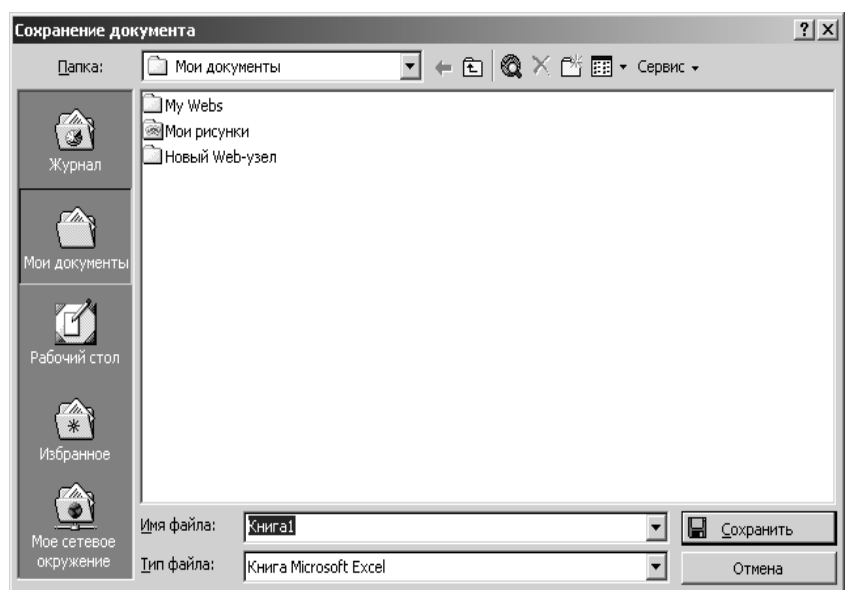 Сохранение документа
Папка:
Мои документы
Сервис
Журнал
Мои документы
Рабочий стол
Избранное
Мое сетевое
окружение
My Webs
Мои рисунки
Новый Web-узел
Имя файла:
Книга1
Сохранить
Тип файла:
Книга Microsoft Excel
Отмена